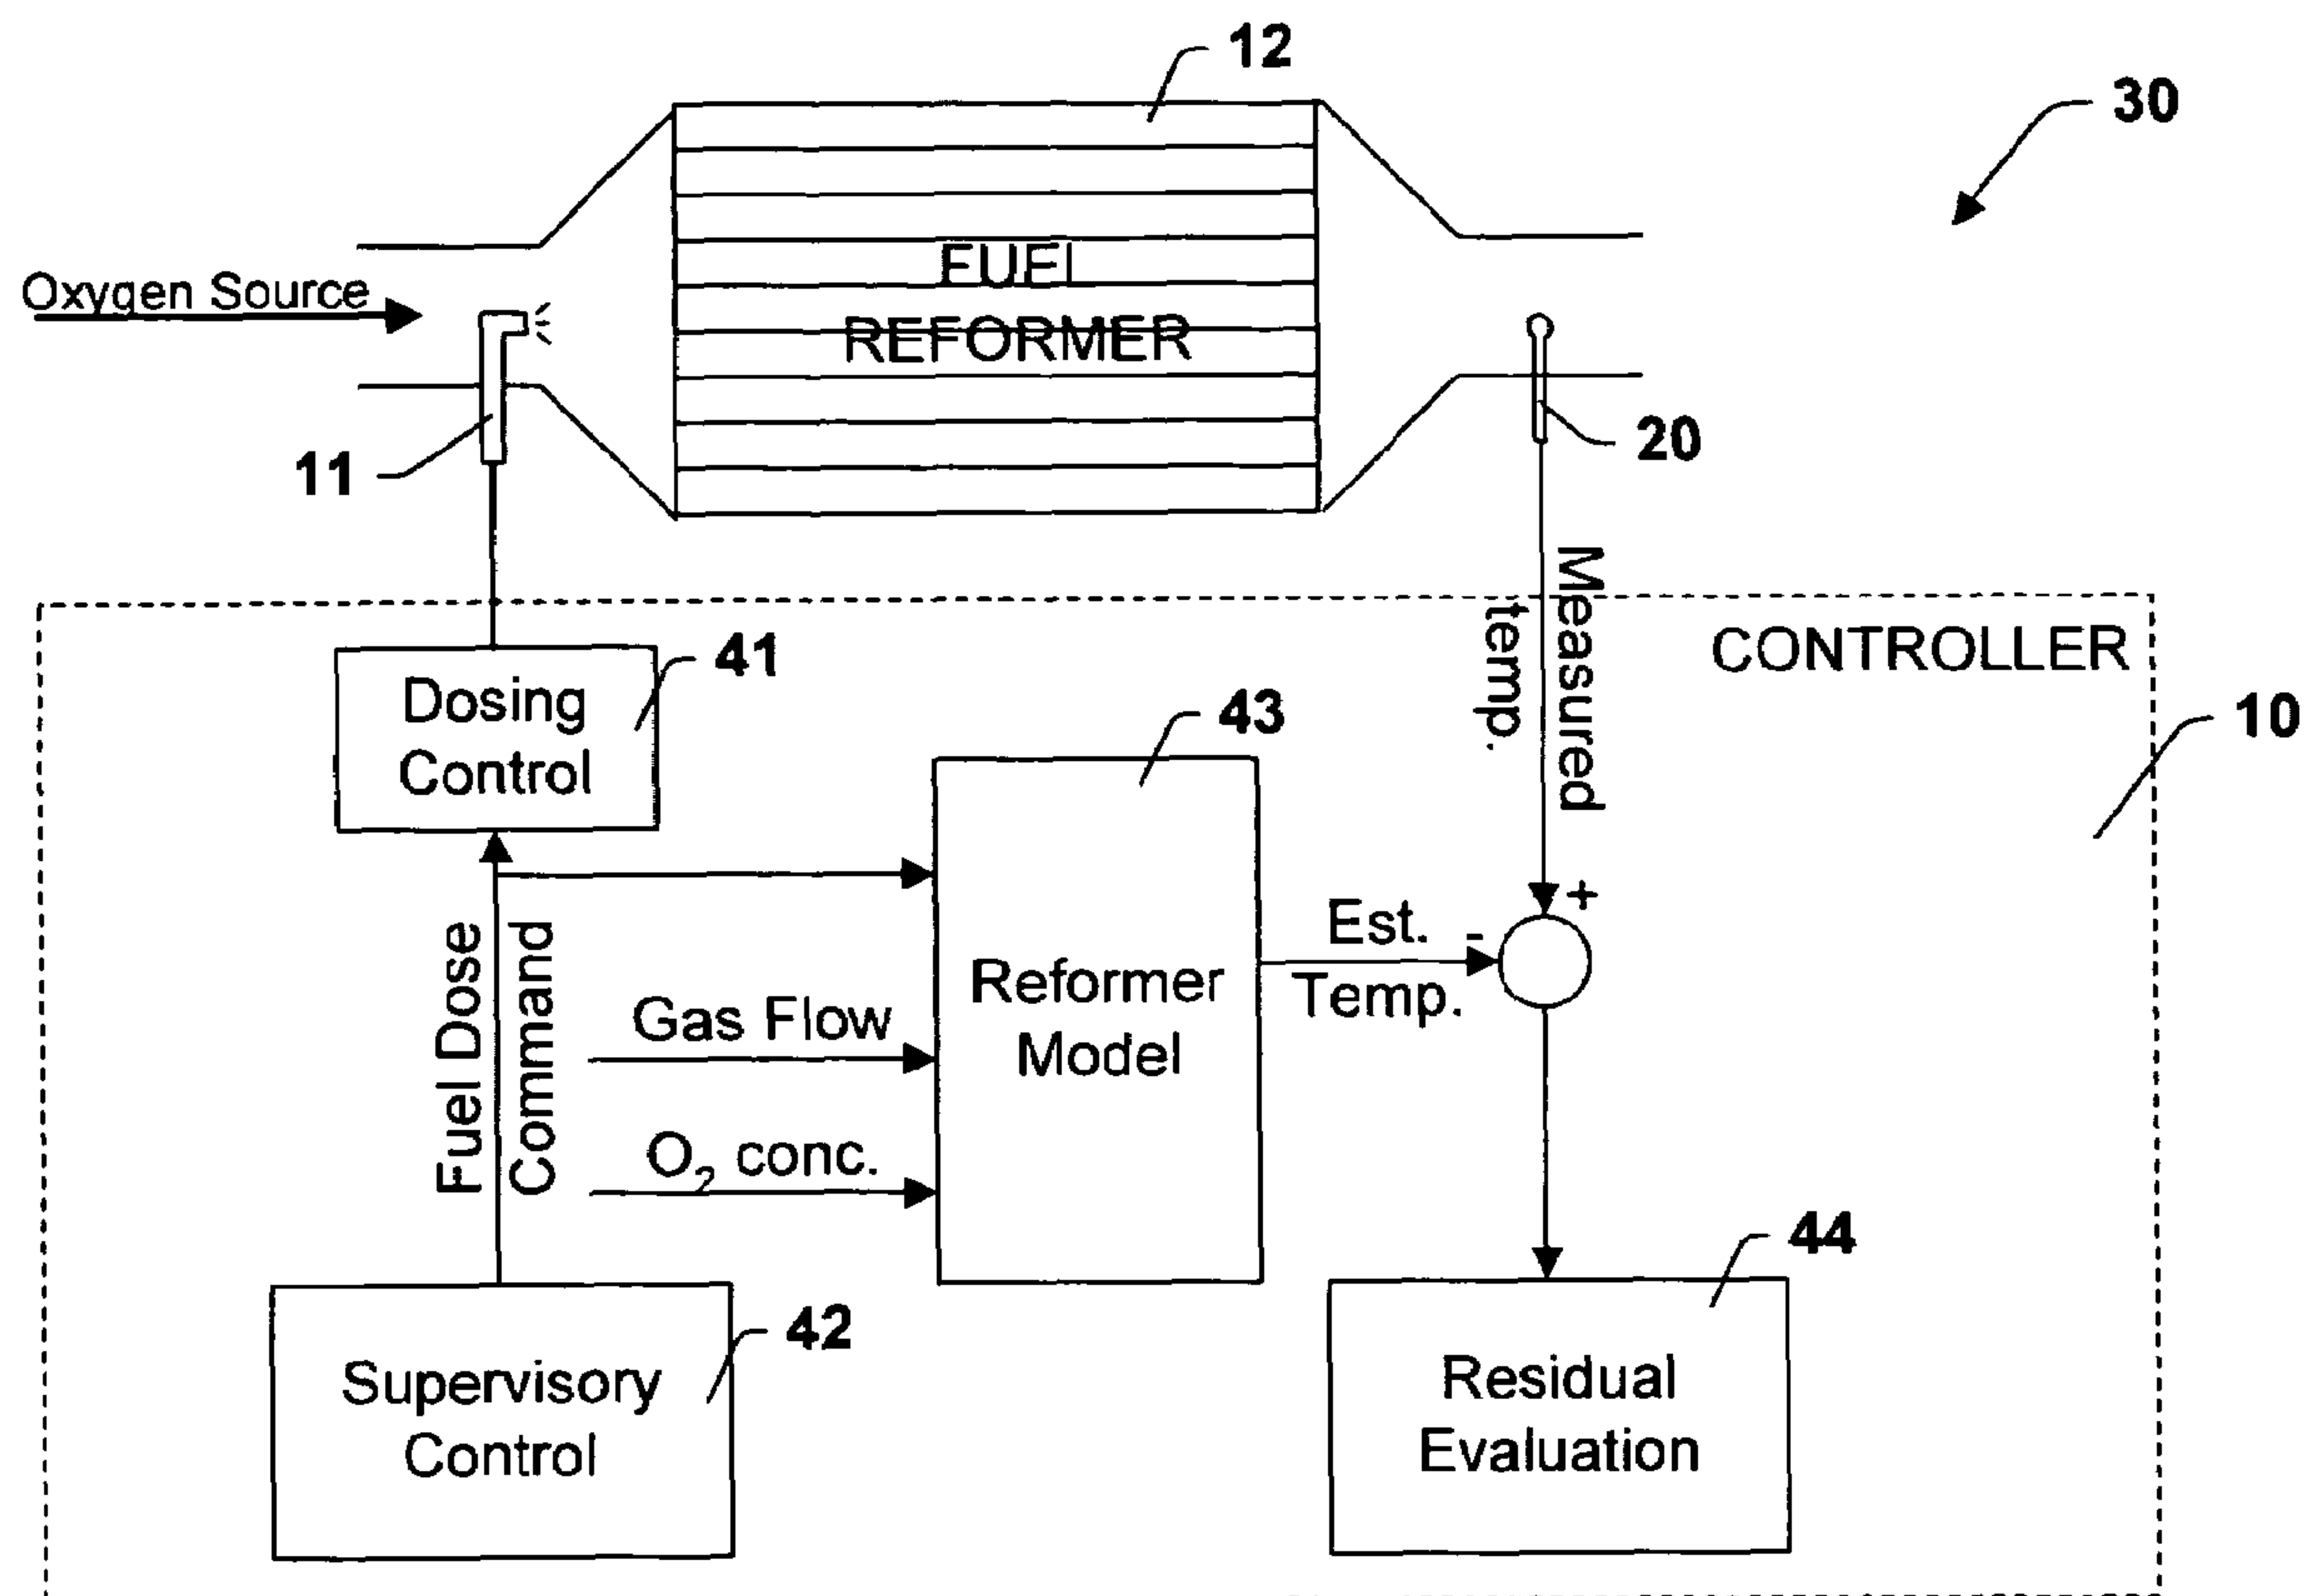 12
30
Oxygen Source
FUEL
REFORMER
11
20
Measured
temp.
CONTROLLER
41
Dosing
Control
43
10
+
Fuel Dose
Command
Est.
-
Temp.
Reformer
Model
Gas Flow
O₂ conc.
44
42
Supervisory
Control
Residual
Evaluation